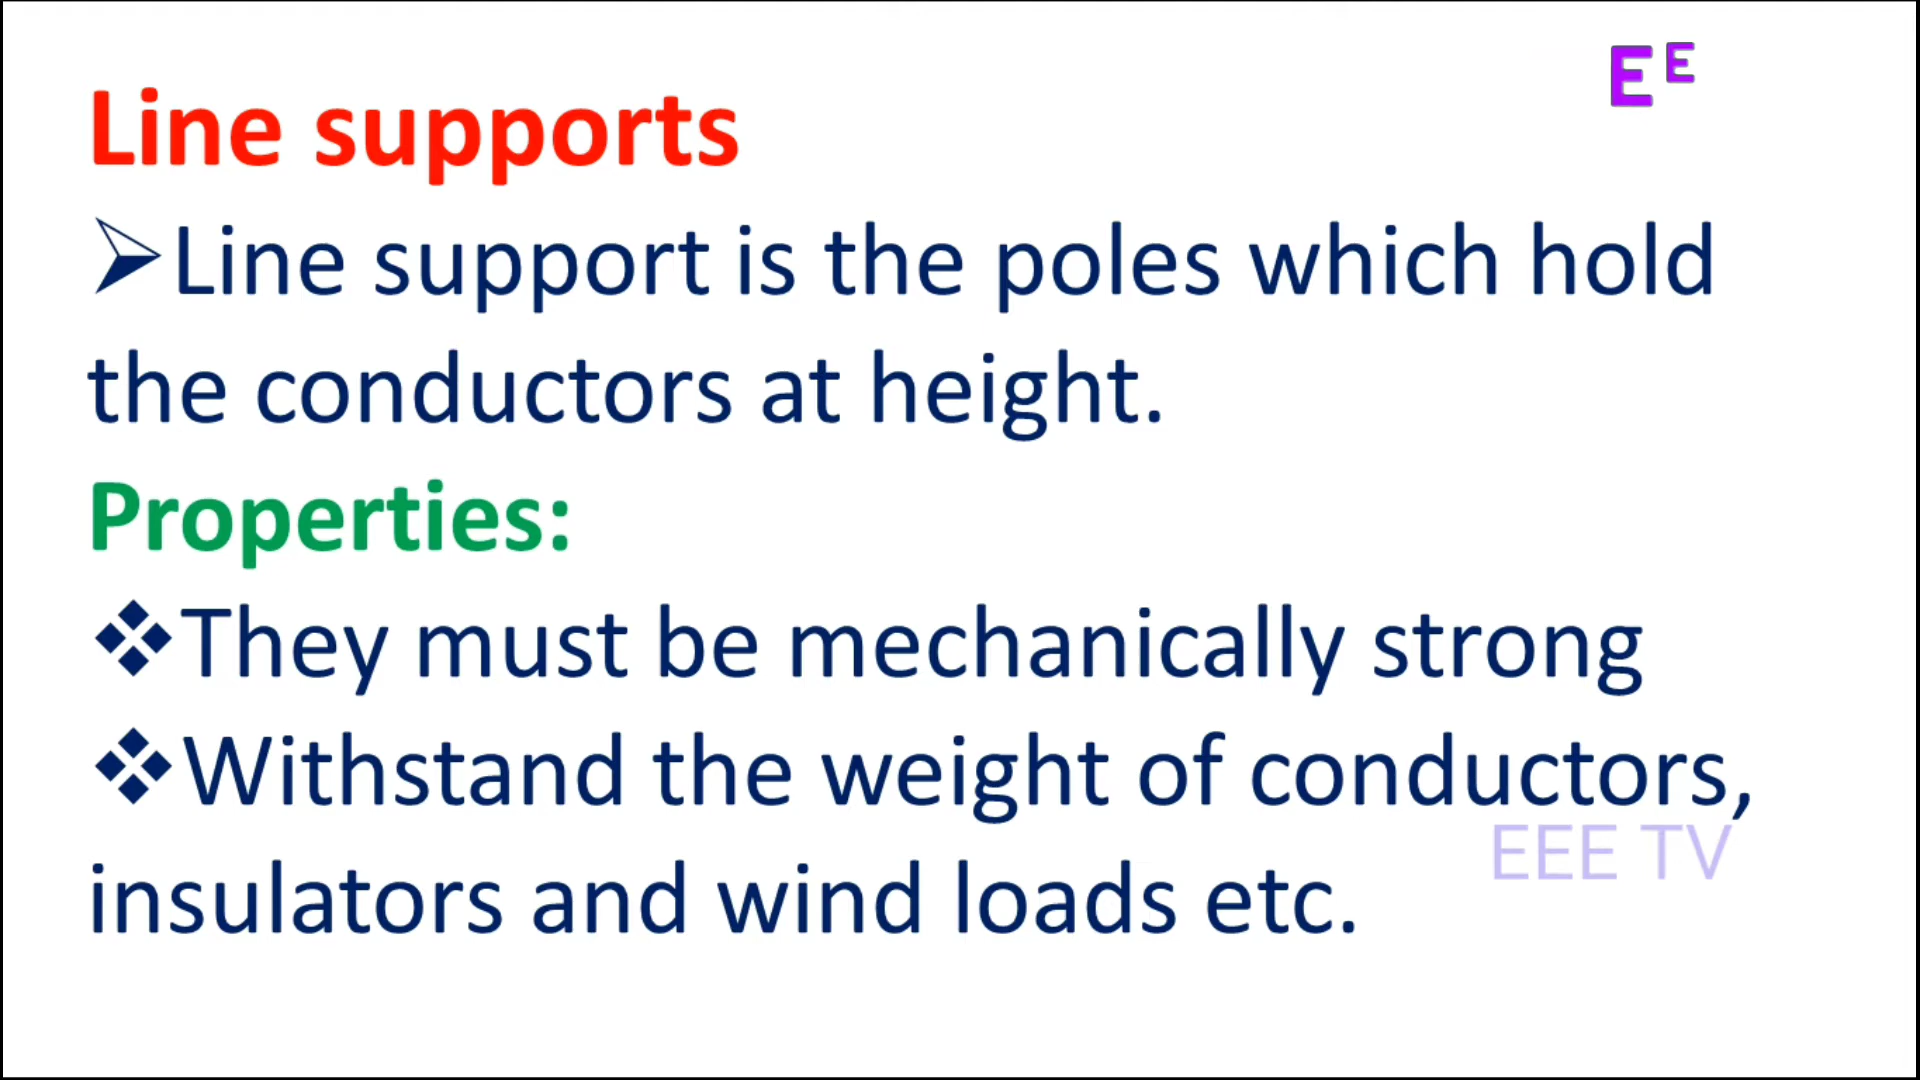 E E
Line supports
➢Line support is the poles which hold
the conductors at height.
Properties:
❖They must be mechanically strong
❖Withstand the weight of conductors,
EEE TV
insulators and wind loads etc.